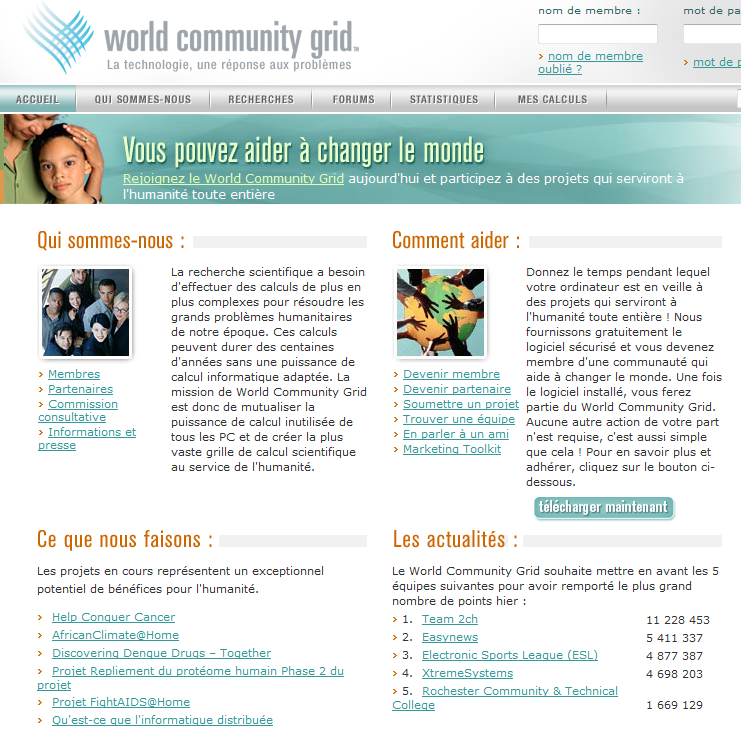 world community grid™
La technologie, une réponse aux problèmes
nom de membre :
mot de pa
› nom de membre
oublié ?
› mot de p
ACCUEIL
QUI SOMMES-NOUS
RECHERCHES
FORUMS
STATISTIQUES
MES CALCULS
Vous pouvez aider à changer le monde
Rejoignez le World Community Grid aujourd'hui et participez à des projets qui serviront à
l'humanité toute entière
Qui sommes-nous :
La recherche scientifique a besoin
d'effectuer des calculs de plus en
plus complexes pour résoudre les
grands problèmes humanitaires
de notre époque. Ces calculs
peuvent durer des centaines
d'années sans une puissance de
calcul informatique adaptée. La
mission de World Community Grid
est donc de mutualiser la
puissance de calcul inutilisée de
tous les PC et de créer la plus
vaste grille de calcul scientifique
au service de l'humanité.
› Membres
› Partenaires
› Commission
consultative
› Informations et
presse
Comment aider :
Donnez le temps pendant lequel
votre ordinateur est en veille à
des projets qui serviront à
l'humanité toute entière ! Nous
fournissons gratuitement le
logiciel sécurisé et vous devenez
membre d'une communauté qui
aide à changer le monde. Une fois
le logiciel installé, vous ferez
partie du World Community Grid.
Aucune autre action de votre part
n'est requise, c'est aussi simple
que cela ! Pour en savoir plus et
adhérer, cliquez sur le bouton ci-
dessous.
› Devenir membre
› Devenir partenaire
› Soumettre un projet
› Trouver une équipe
› En parler à un ami
› Marketing Toolkit
télécharger maintenant
Ce que nous faisons :
Les projets en cours représentent un exceptionnel
potentiel de bénéfices pour l'humanité.
› Help Conquer Cancer
› AfricanClimate@Home
› Discovering Dengue Drugs – Together
› Projet Repliement du protéome humain Phase 2 du
projet
› Projet FightAIDS@Home
› Qu'est-ce que l'informatique distribuée
Les actualités :
Le World Community Grid souhaite mettre en avant les 5
équipes suivantes pour avoir remporté le plus grand
nombre de points hier :
› 1. Team 2ch 11 228 453
› 2. Easynews 5 411 337
› 3. Electronic Sports League (ESL) 4 877 387
› 4. XtremeSystems 4 698 203
› 5. Rochester Community & Technical
College 1 669 129